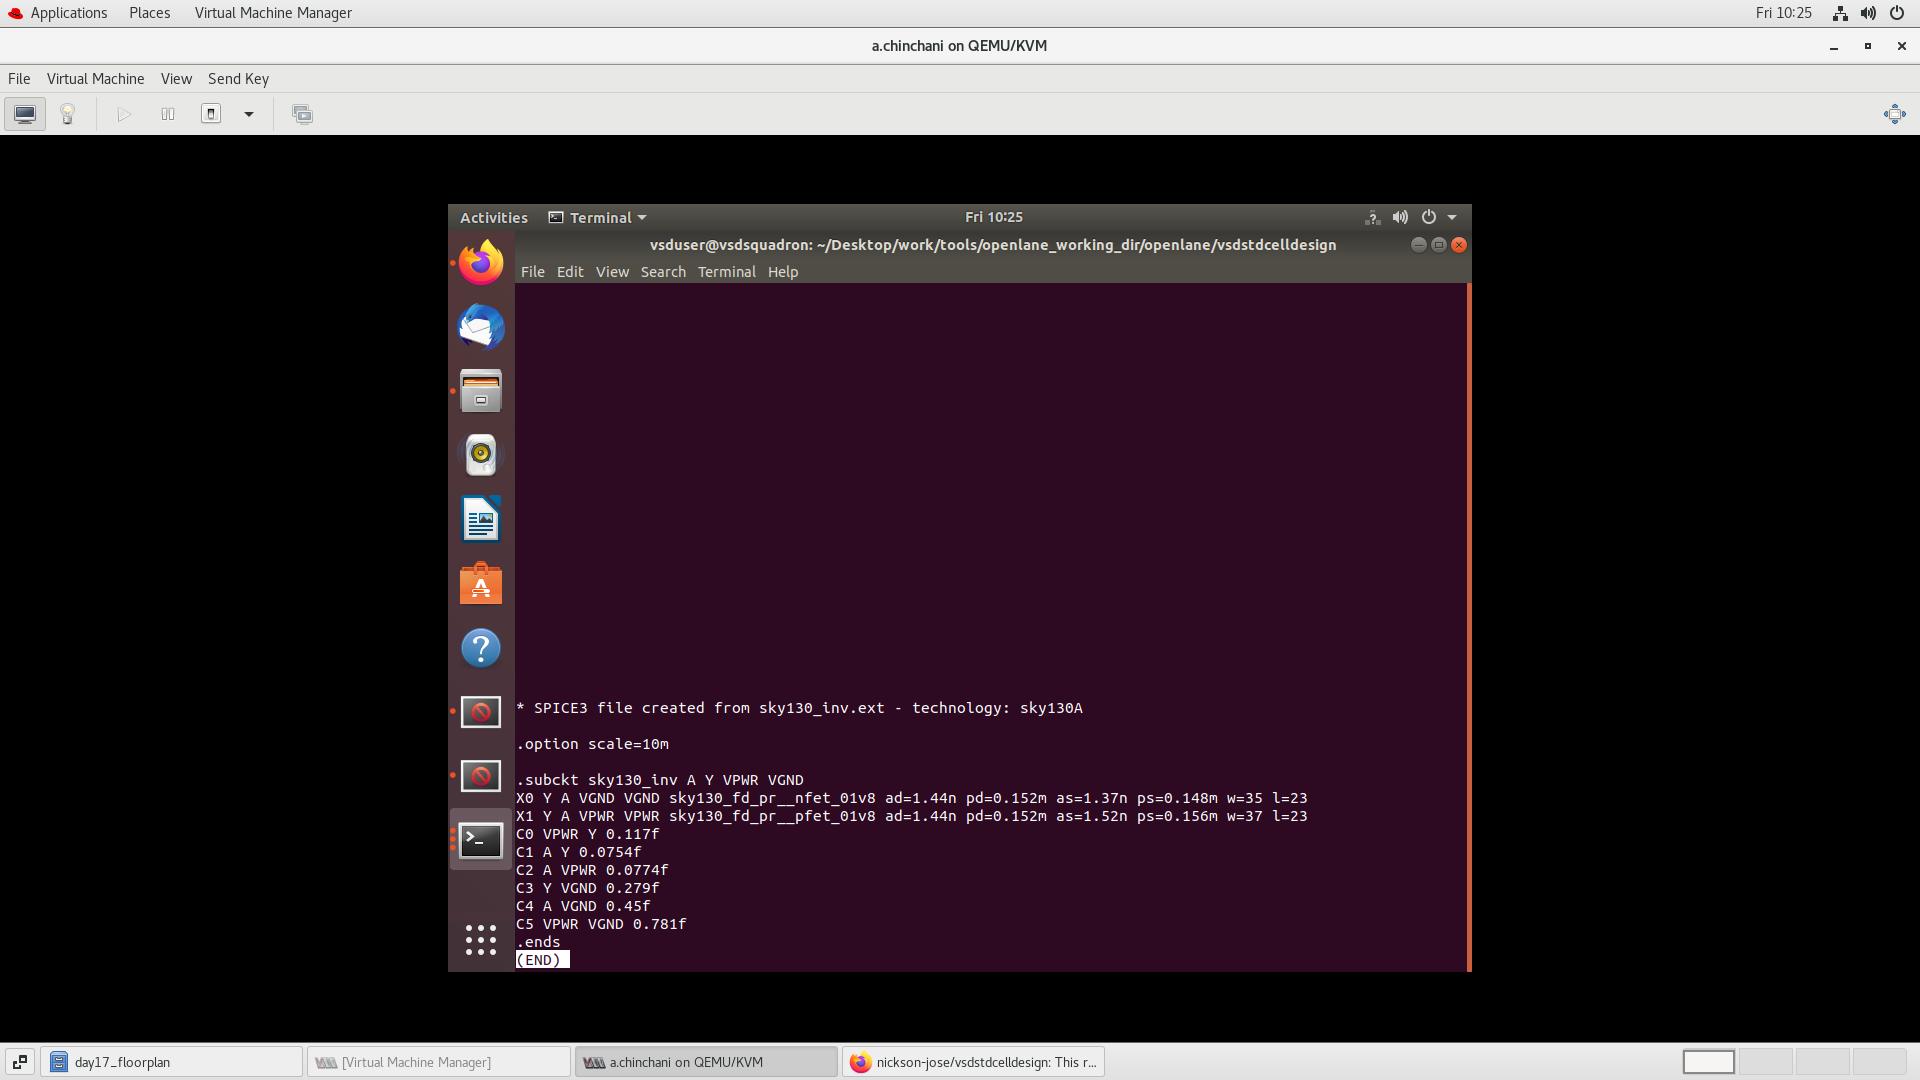 Applications Places Virtual Machine Manager Fri 10:25
a.chinchani on QEMU/KVM
File Virtual Machine View Send Key
Activities Terminal Fri 10:25
vsduser@vsdsquadron: ~/Desktop/work/tools/openlane_working_dir/openlane/vsdstdcelldesign
File Edit View Search Terminal Help
* SPICE3 file created from sky130_inv.ext - technology: sky130A
.option scale=10m
.subckt sky130_inv A Y VPWR VGND
X0 Y A VGND VGND sky130_fd_pr__nfet_01v8 ad=1.44n pd=0.152m as=1.37n ps=0.148m w=35 l=23
X1 Y A VPWR VPWR sky130_fd_pr__pfet_01v8 ad=1.44n pd=0.152m as=1.52n ps=0.156m w=37 l=23
C0 VPWR Y 0.117f
C1 A Y 0.0754f
C2 A VPWR 0.0774f
C3 Y VGND 0.279f
C4 A VGND 0.45f
C5 VPWR VGND 0.781f
.ends
(END)
day17_floorplan [Virtual Machine Manager] a.chinchani on QEMU/KVM nickson-jose/vsdstdcelldesign: This r...